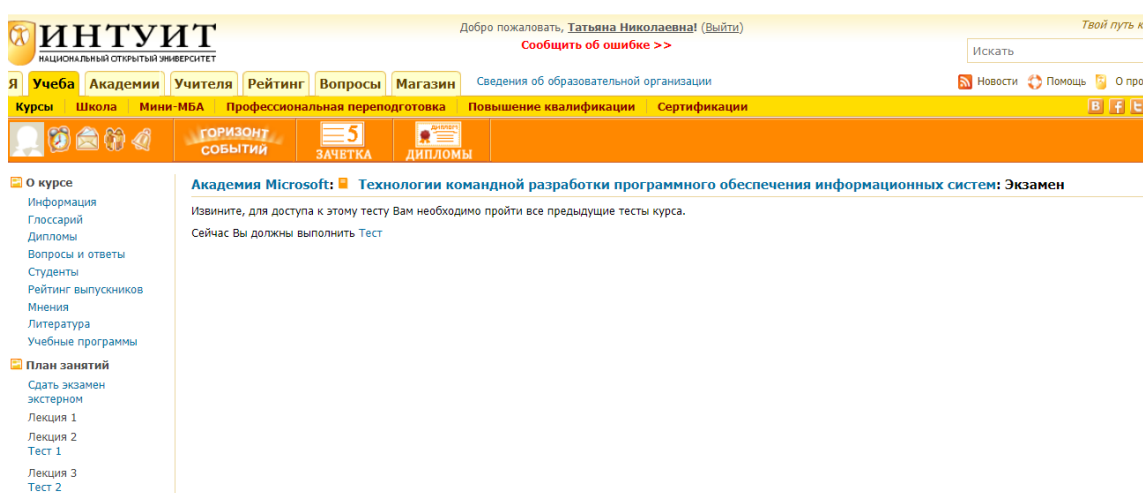 ИНТУИТ
НАЦИОНАЛЬНЫЙ ОТКРЫТЫЙ УНИВЕРСИТЕТ
Добро пожаловать, Татьяна Николаевна! (Выйти)
Сообщить об ошибке >>
Твой путь к
Искать
Я Учеба Академии Учителя Рейтинг Вопросы Магазин Сведения об образовательной организации
Новости Помощь О про
Курсы Школа Мини-МБА Профессиональная переподготовка Повышение квалификации Сертификации
ГОРИЗОНТ СОБЫТИЙ
5 ЗАЧЕТКА
ДИПЛОМ
ДИПЛОМЫ
О курсе
Информация
Глоссарий
Дипломы
Вопросы и ответы
Студенты
Рейтинг выпускников
Мнения
Литература
Учебные программы
План занятий
Сдать экзамен
экстерном
Лекция 1
Лекция 2
Тест 1
Лекция 3
Тест 2
Академия Microsoft: Технологии командной разработки программного обеспечения информационных систем: Экзамен
Извините, для доступа к этому тесту Вам необходимо пройти все предыдущие тесты курса.
Сейчас Вы должны выполнить Тест